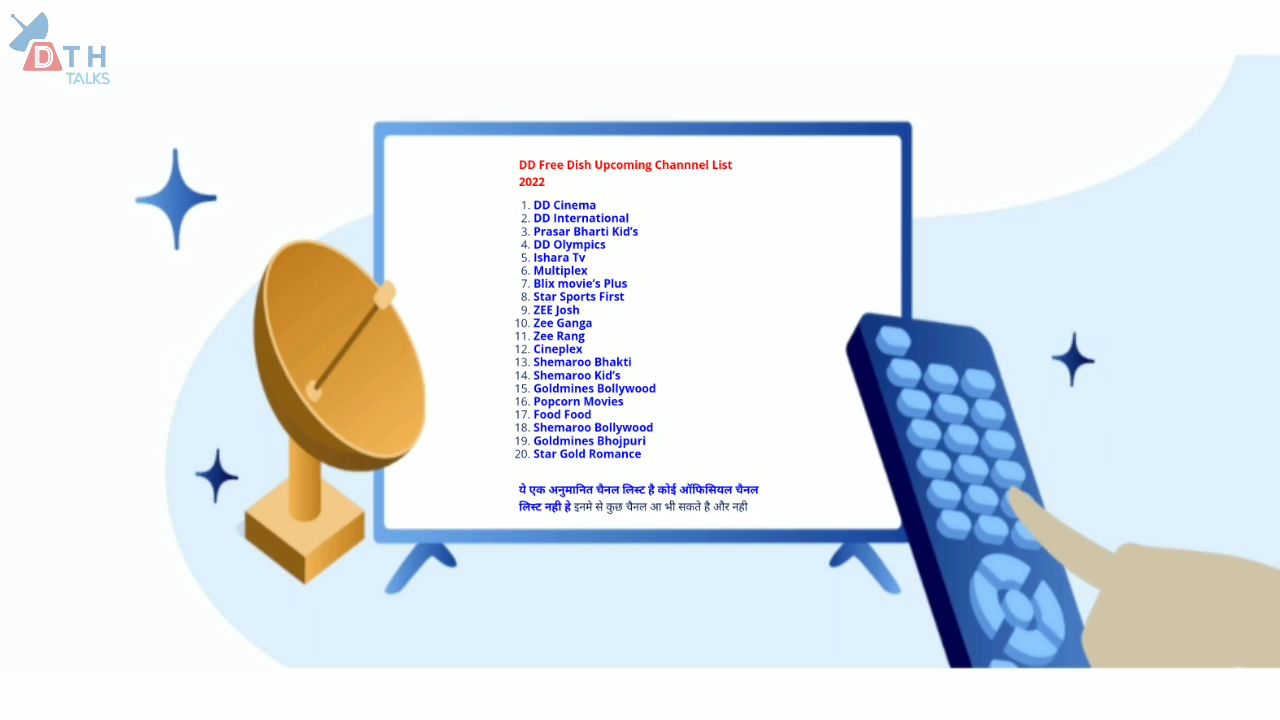 DTH
TALKS
DD Free Dish Upcoming Channnel List
2022
1. DD Cinema
2. DD International
3. Prasar Bharti Kid’s
4. DD Olympics
5. Ishara Tv
6. Multiplex
7. Blix movie’s Plus
8. Star Sports First
9. ZEE Josh
10. Zee Ganga
11. Zee Rang
12. Cineplex
13. Shemaroo Bhakti
14. Shemaroo Kid’s
15. Goldmines Bollywood
16. Popcorn Movies
17. Food Food
18. Shemaroo Bollywood
19. Goldmines Bhojpuri
20. Star Gold Romance
ये एक अनुमानित चैनल लिस्ट है कोई ऑफिसियल चैनल
लिस्ट नही हे इनमे से कुछ चैनल आ भी सकते है और नही